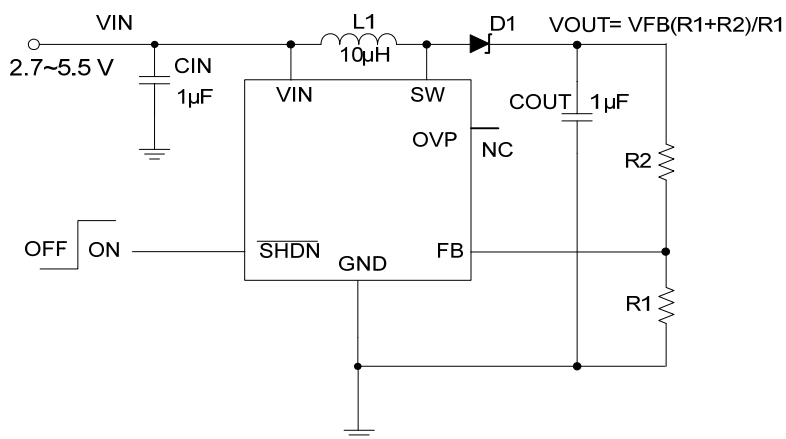 VIN
L1
D1
VOUT= VFB(R1+R2)/R1
2.7~5.5 V
CIN
1µF
10µH
VIN
SW
COUT
1µF
OVP
NC
R2
OFF
ON
SHDN
GND
FB
R1